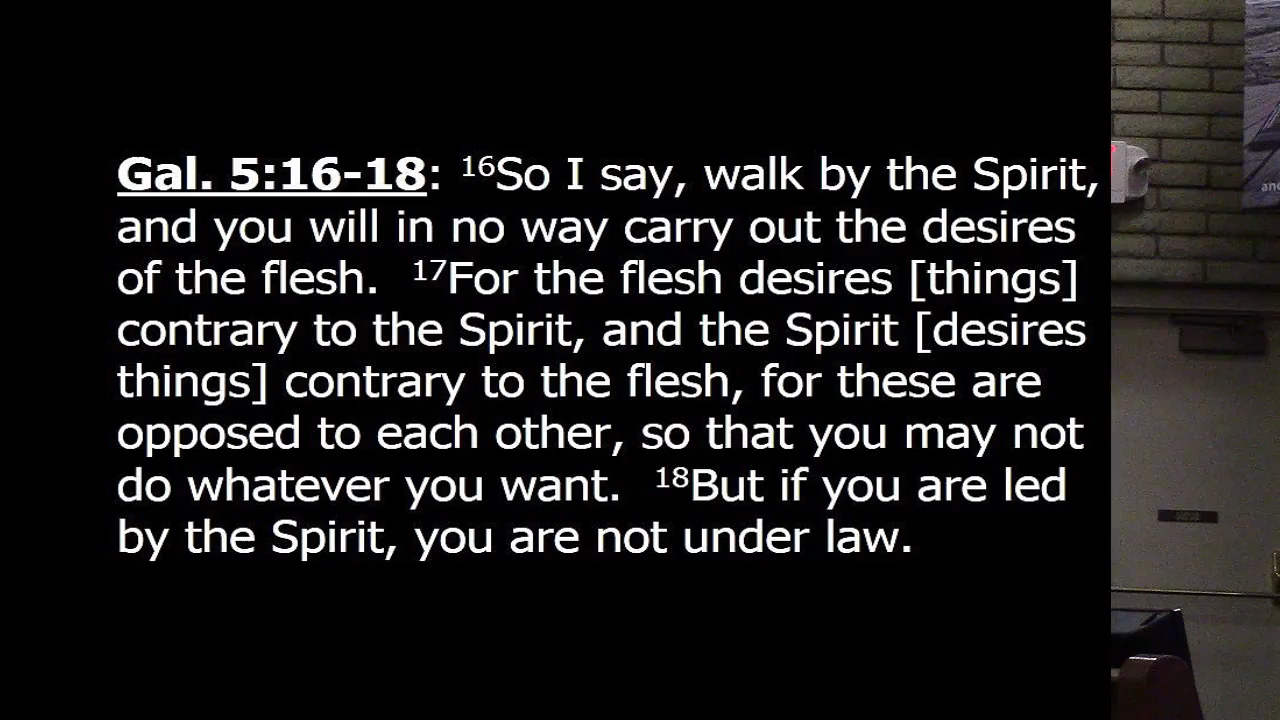 Gal. 5:16-18: ¹⁶So I say, walk by the Spirit,
and you will in no way carry out the desires
of the flesh. ¹⁷For the flesh desires [things]
contrary to the Spirit, and the Spirit [desires
things] contrary to the flesh, for these are
opposed to each other, so that you may not
do whatever you want. ¹⁸But if you are led
by the Spirit, you are not under law.
and